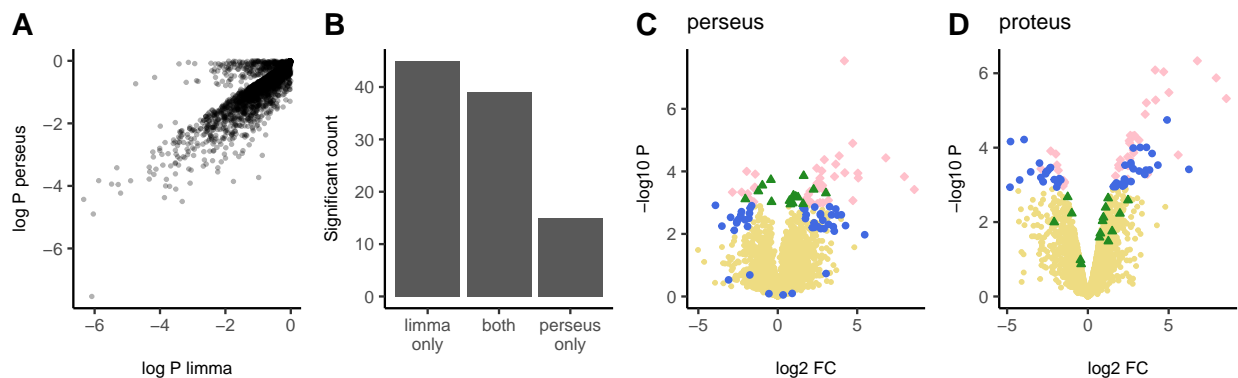 A
log P perseus
0
−2
−4
−6
−6
−4
−2
0
log P limma
B
Significant count
40
30
20
10
0
limma only
both
perseus only
C
perseus
−log10 P
6
4
2
0
−5
0
5
log2 FC
D
proteus
−log10 P
6
4
2
0
−5
0
5
log2 FC